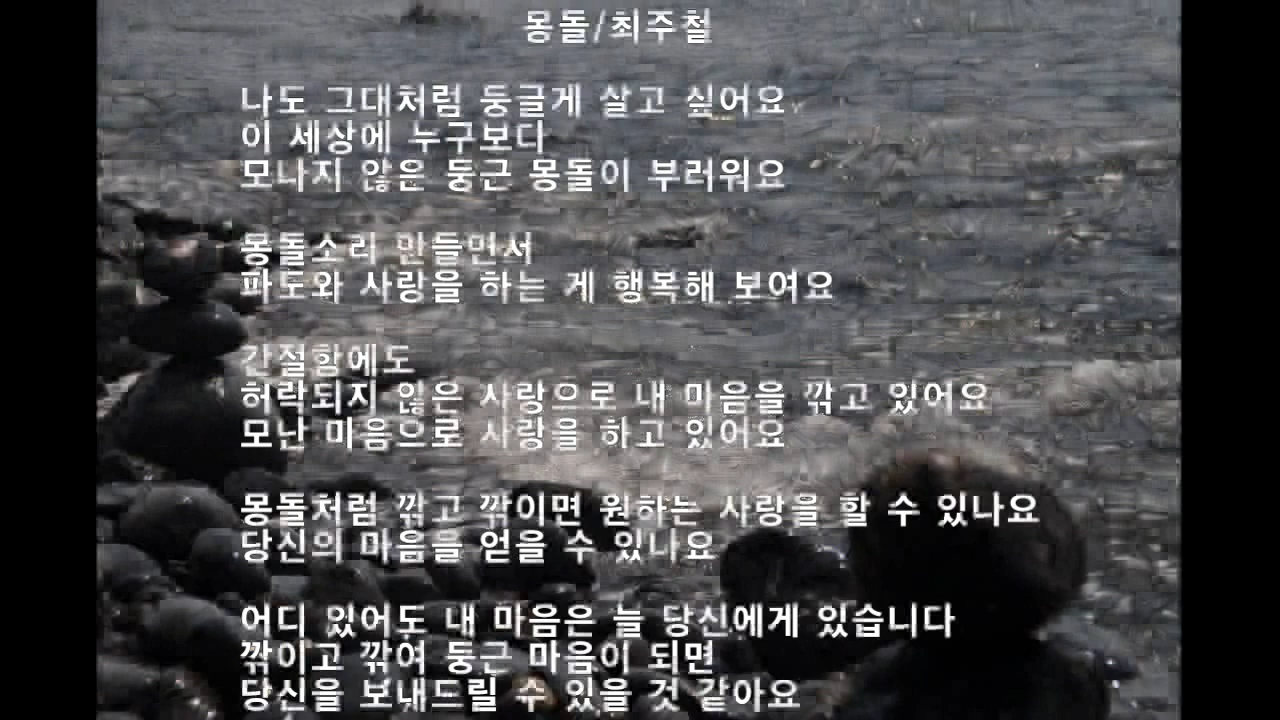 몽돌/최주철
나도 그대처럼 둥글게 살고 싶어요
이 세상에 누구보다
모나지 않은 둥근 몽돌이 부러워요
몽돌소리 만들면서
파도와 사랑을 하는 게 행복해 보여요
간절함에도
허락되지 않은 사랑으로 내 마음을 깎고 있어요
모난 마음으로 사랑을 하고 있어요
몽돌처럼 깎고 깎이면 원하는 사랑을 할 수 있나요
당신의 마음을 얻을 수 있나요
어디 있어도 내 마음은 늘 당신에게 있습니다
깎이고 깎여 둥근 마음이 되면
당신을 보내드릴 수 있을 것 같아요